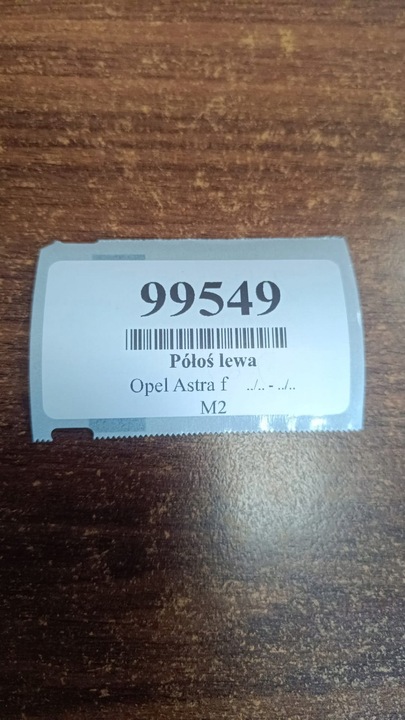 99549
Półoś lewa
Opel Astra f ../.. - ../..
M2